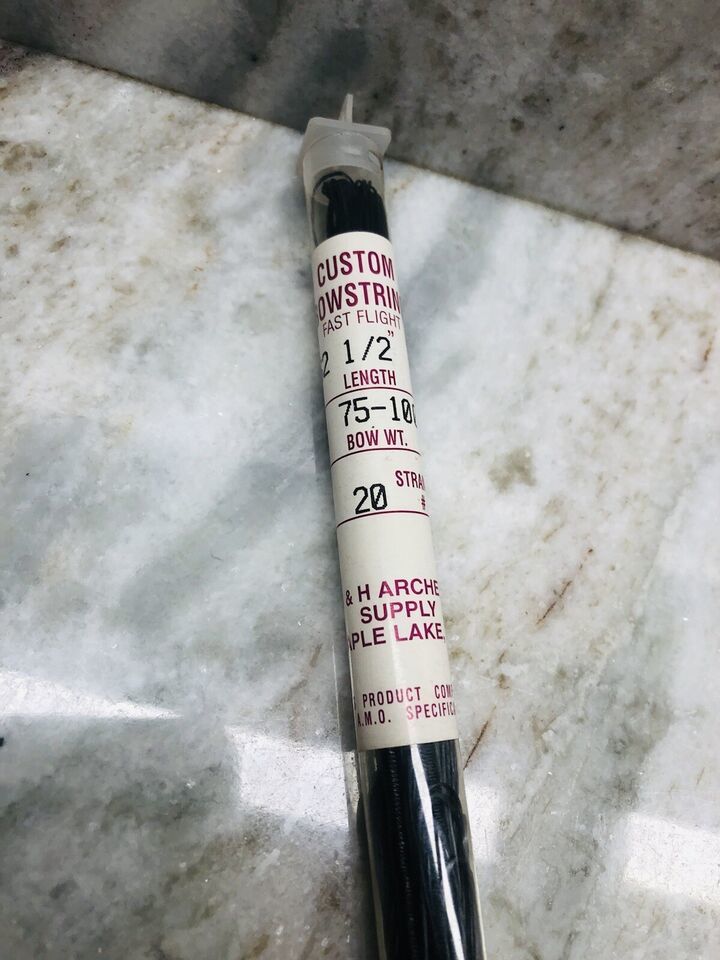 CUSTOM
OWSTRIN
FAST FLIGHT
2 1/2"
LENGTH
75-10
BOW WT.
STRA
20 #
& H ARCHE
SUPPLY
APLE LAKE,
PRODUCT COM
A.M.O. SPECIFIC